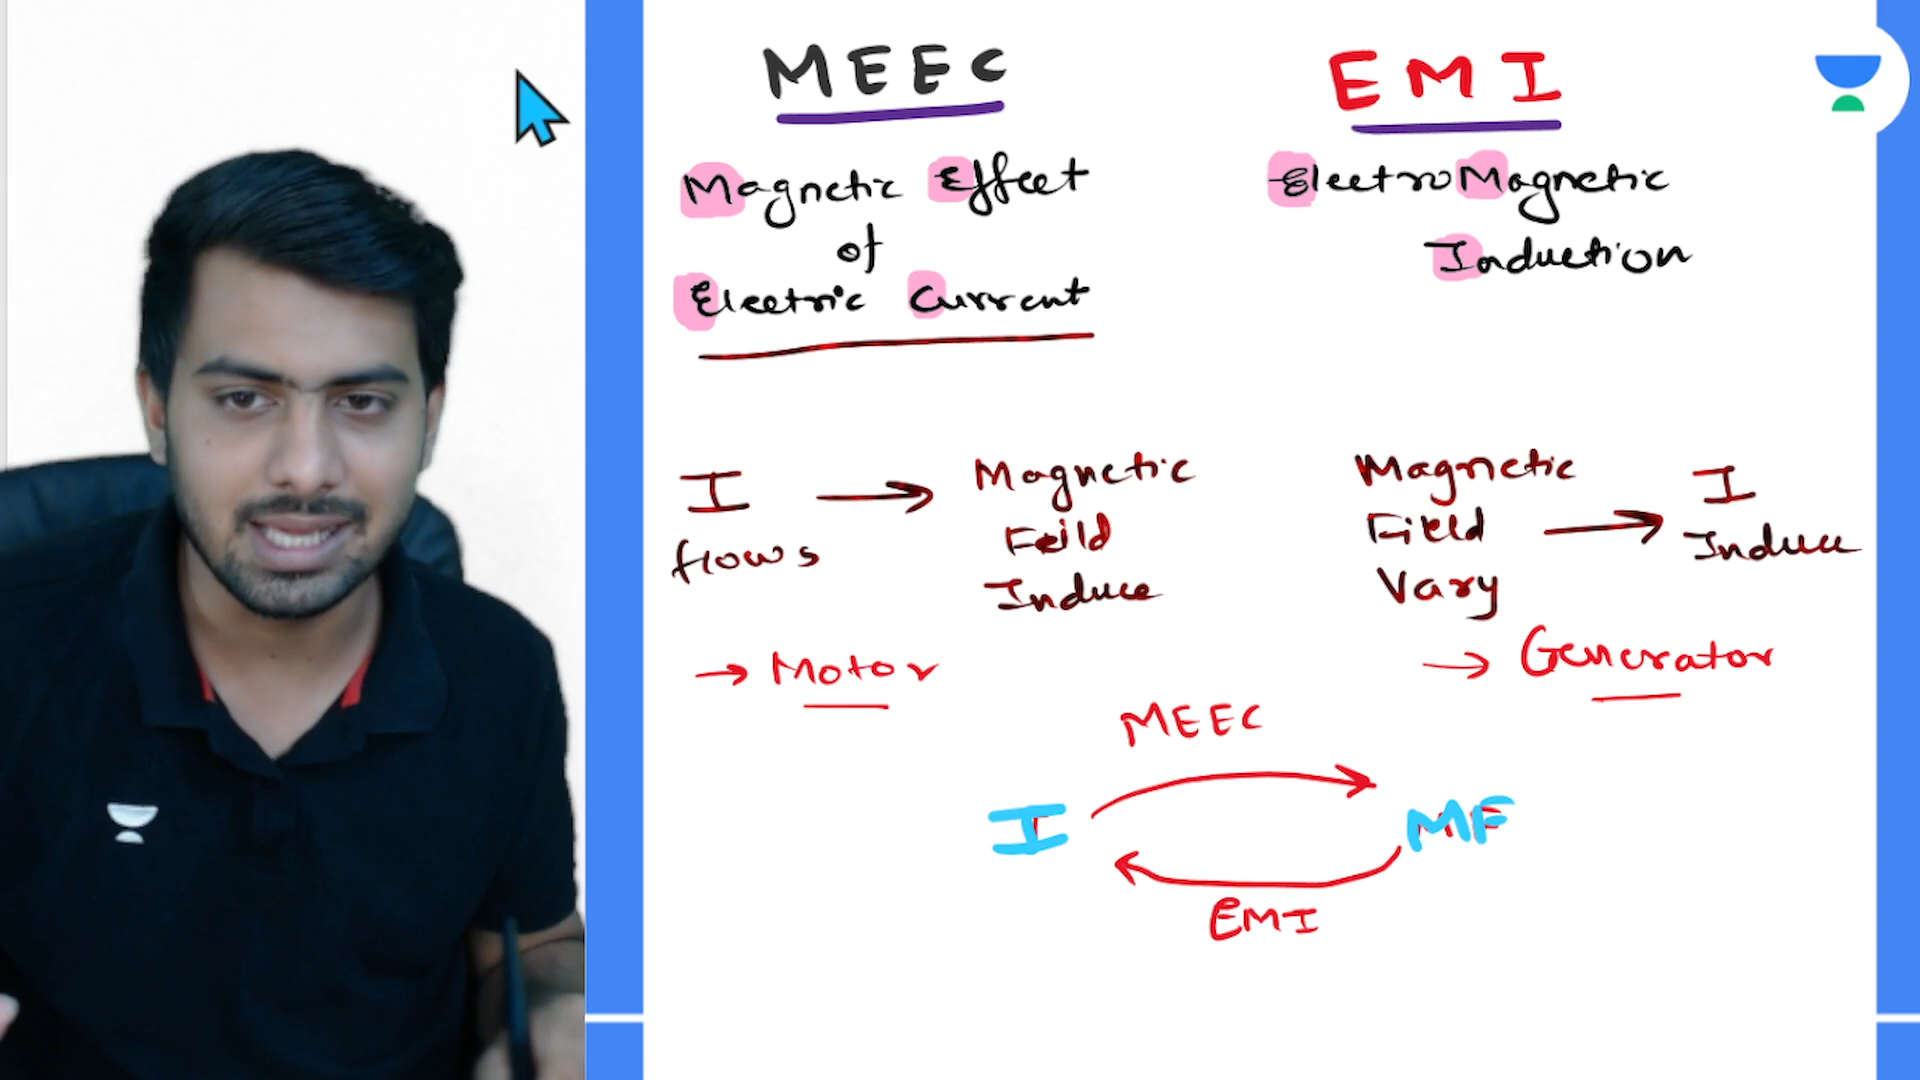 MEEC
Magnetic Effect
of
Electric Current
I flows → Magnetic Feild Induce
→ Motor
EMI
ElectroMagnetic
Induction
Magnetic Field Vary → I Induce
→ Generator
MEEC
I MF
EMI